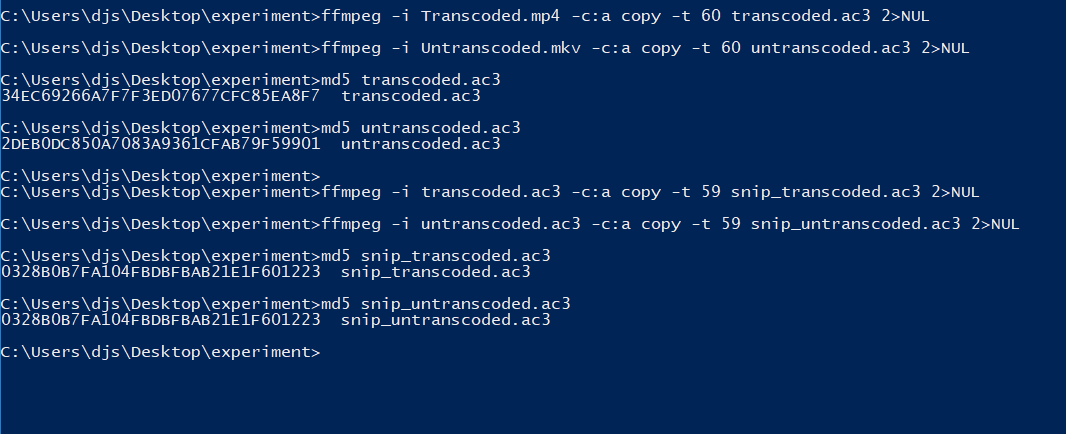 C:\Users\djs\Desktop\experiment>ffmpeg -i Transcoded.mp4 -c:a copy -t 60 transcoded.ac3 2>NUL
C:\Users\djs\Desktop\experiment>ffmpeg -i Untranscoded.mkv -c:a copy -t 60 untranscoded.ac3 2>NUL
C:\Users\djs\Desktop\experiment>md5 transcoded.ac3
34EC69266A7F7F3ED07677CFC85EA8F7  transcoded.ac3
C:\Users\djs\Desktop\experiment>md5 untranscoded.ac3
2DEB0DC850A7083A9361CFAB79F59901  untranscoded.ac3
C:\Users\djs\Desktop\experiment>
C:\Users\djs\Desktop\experiment>ffmpeg -i transcoded.ac3 -c:a copy -t 59 snip_transcoded.ac3 2>NUL
C:\Users\djs\Desktop\experiment>ffmpeg -i untranscoded.ac3 -c:a copy -t 59 snip_untranscoded.ac3 2>NUL
C:\Users\djs\Desktop\experiment>md5 snip_transcoded.ac3
0328B0B7FA104FBDBFBAB21E1F601223  snip_transcoded.ac3
C:\Users\djs\Desktop\experiment>md5 snip_untranscoded.ac3
0328B0B7FA104FBDBFBAB21E1F601223  snip_untranscoded.ac3
C:\Users\djs\Desktop\experiment>